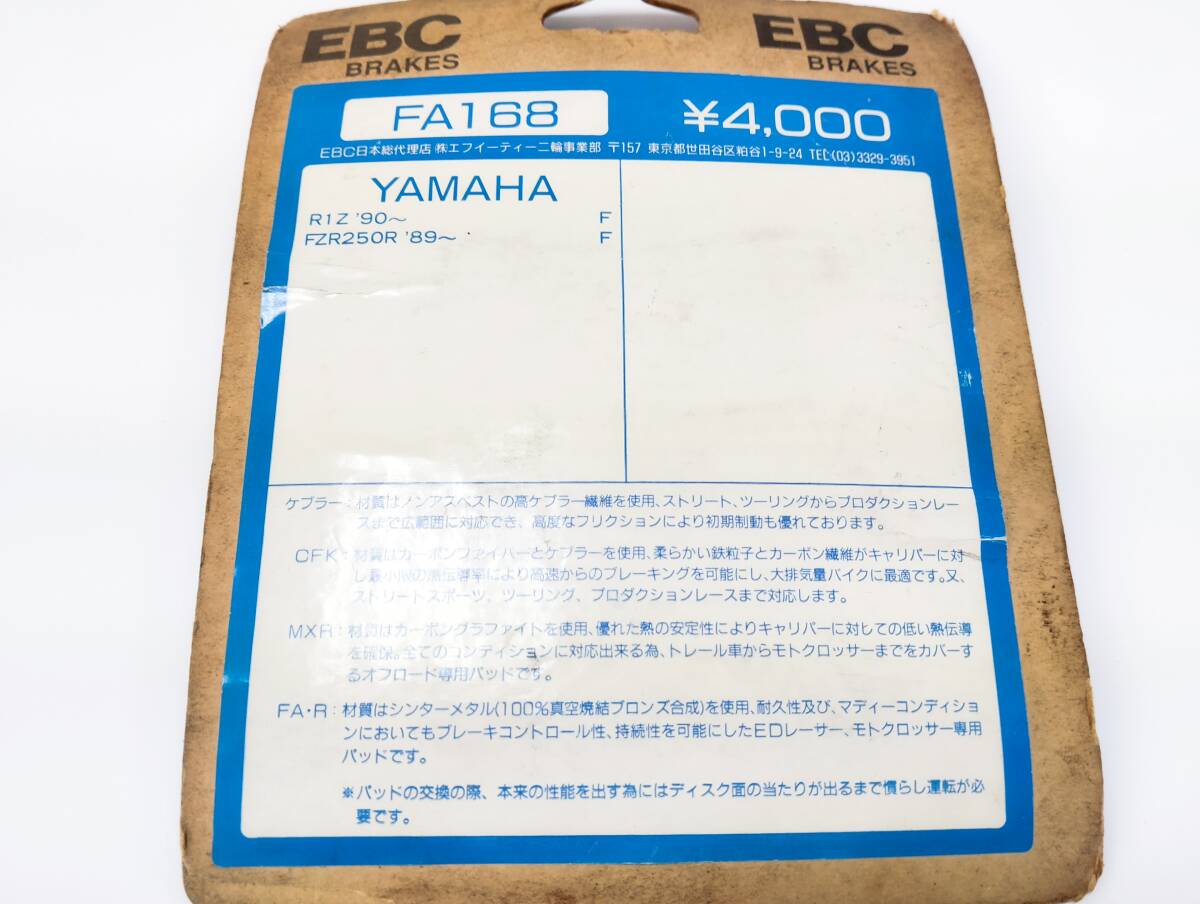 EBC
BRAKES
EBC
BRAKES
FA168
¥4,000
EBC日本総代理店 ㈱エフイーティー二輪事業部 〒157 東京都世田谷区粕谷1-9-24 TEL(03)3329-3951
YAMAHA
R1Z '90〜 F
FZR250R '89〜 F
ケブラー：材質はノンアスベストの高ケブラー繊維を使用、ストリート、ツーリングからプロダクションレー
スまで広範囲に対応でき、高度なフリクションにより初期制動も優れております。
CFK：材質はカーボンファイバーとケブラーを使用、柔らかい鉄粒子とカーボン繊維がキャリパーに対
し最小限の熱伝導率により高速からのブレーキングを可能にし、大排気量バイクに最適です。又、
ストリートスポーツ、ツーリング、プロダクションレースまで対応します。
MXR：材質はカーボングラファイトを使用、優れた熱の安定性によりキャリパーに対しての低い熱伝導
を確保。全てのコンディションに対応出来る為、トレール車からモトクロッサーまでをカバーす
るオフロード専用パッドです。
FA・R：材質はシンターメタル(100%真空焼結ブロンズ合成)を使用、耐久性及び、マディーコンディショ
ンにおいてもブレーキコントロール性、持続性を可能にしたEDレーサー、モトクロッサー専用
パッドです。
※パッドの交換の際、本来の性能を出す為にはディスク面の当たりが出るまで慣らし運転が必
要です。